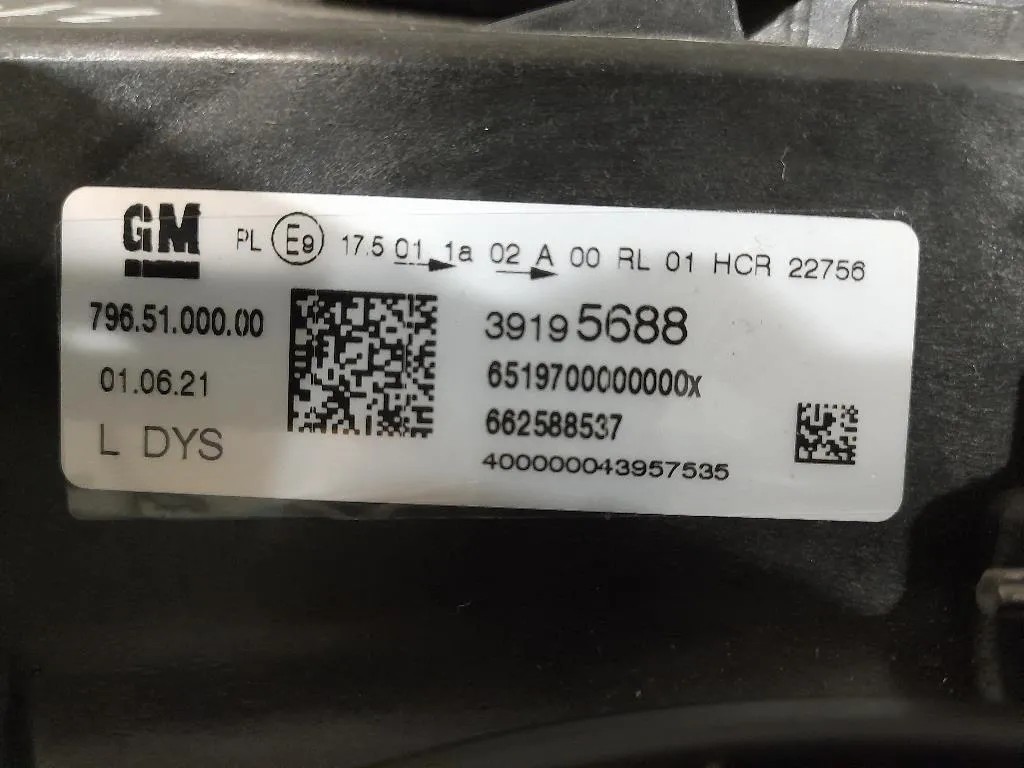 GM PL E9 17.5 01 1a 02 A 00 RL 01 HCR 22756
796.51.000.00 39195688
01.06.21 6519700000000x
L DYS 662588537
400000043957535